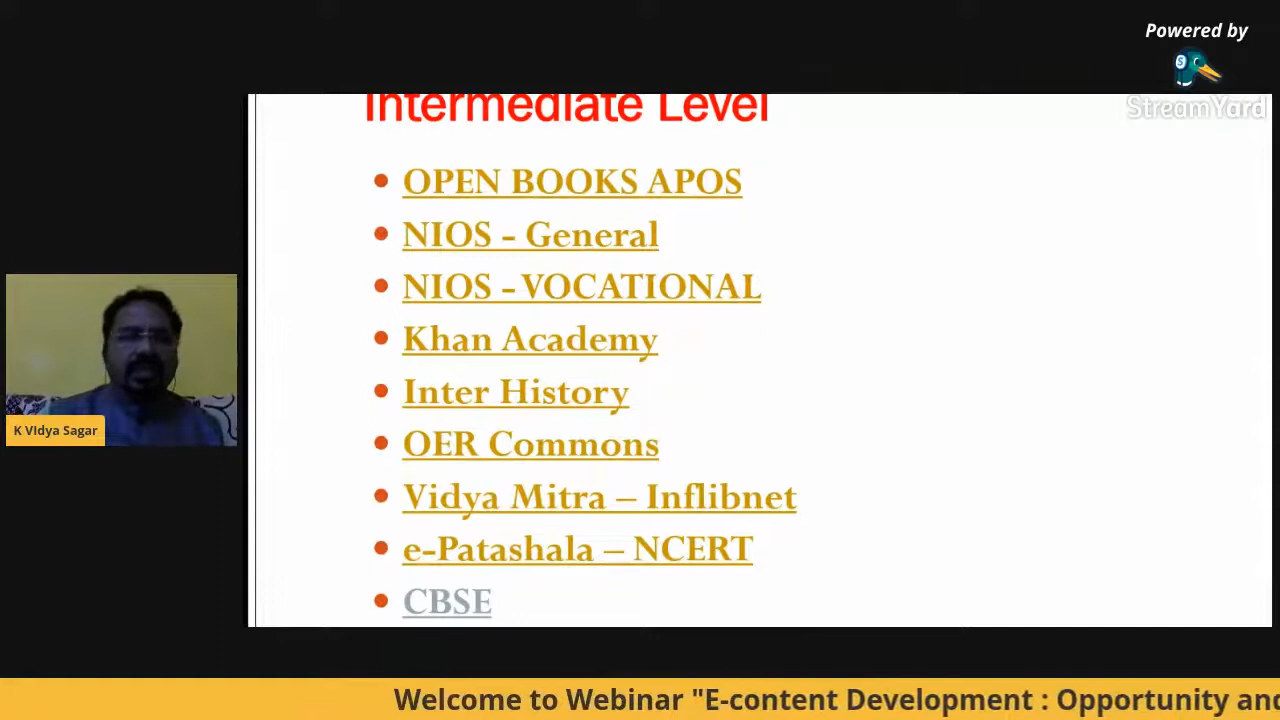 Powered by
StreamYard
Intermediate Level
OPEN BOOKS APOS
NIOS - General
NIOS - VOCATIONAL
Khan Academy
Inter History
OER Commons
Vidya Mitra – Inflibnet
e-Patashala – NCERT
CBSE
K VIdya Sagar
Welcome to Webinar "E-content Development : Opportunity and